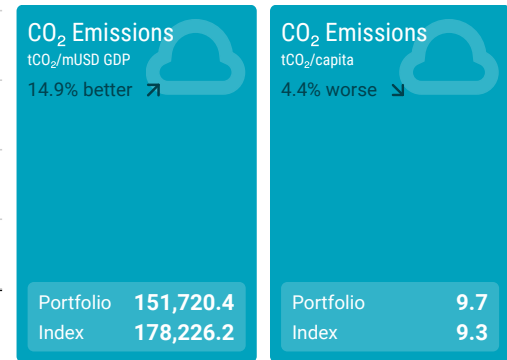 CO₂ Emissions
tCO₂/mUSD GDP
14.9% better
Portfolio 151,720.4
Index 178,226.2
CO₂ Emissions
tCO₂/capita
4.4% worse
Portfolio 9.7
Index 9.3